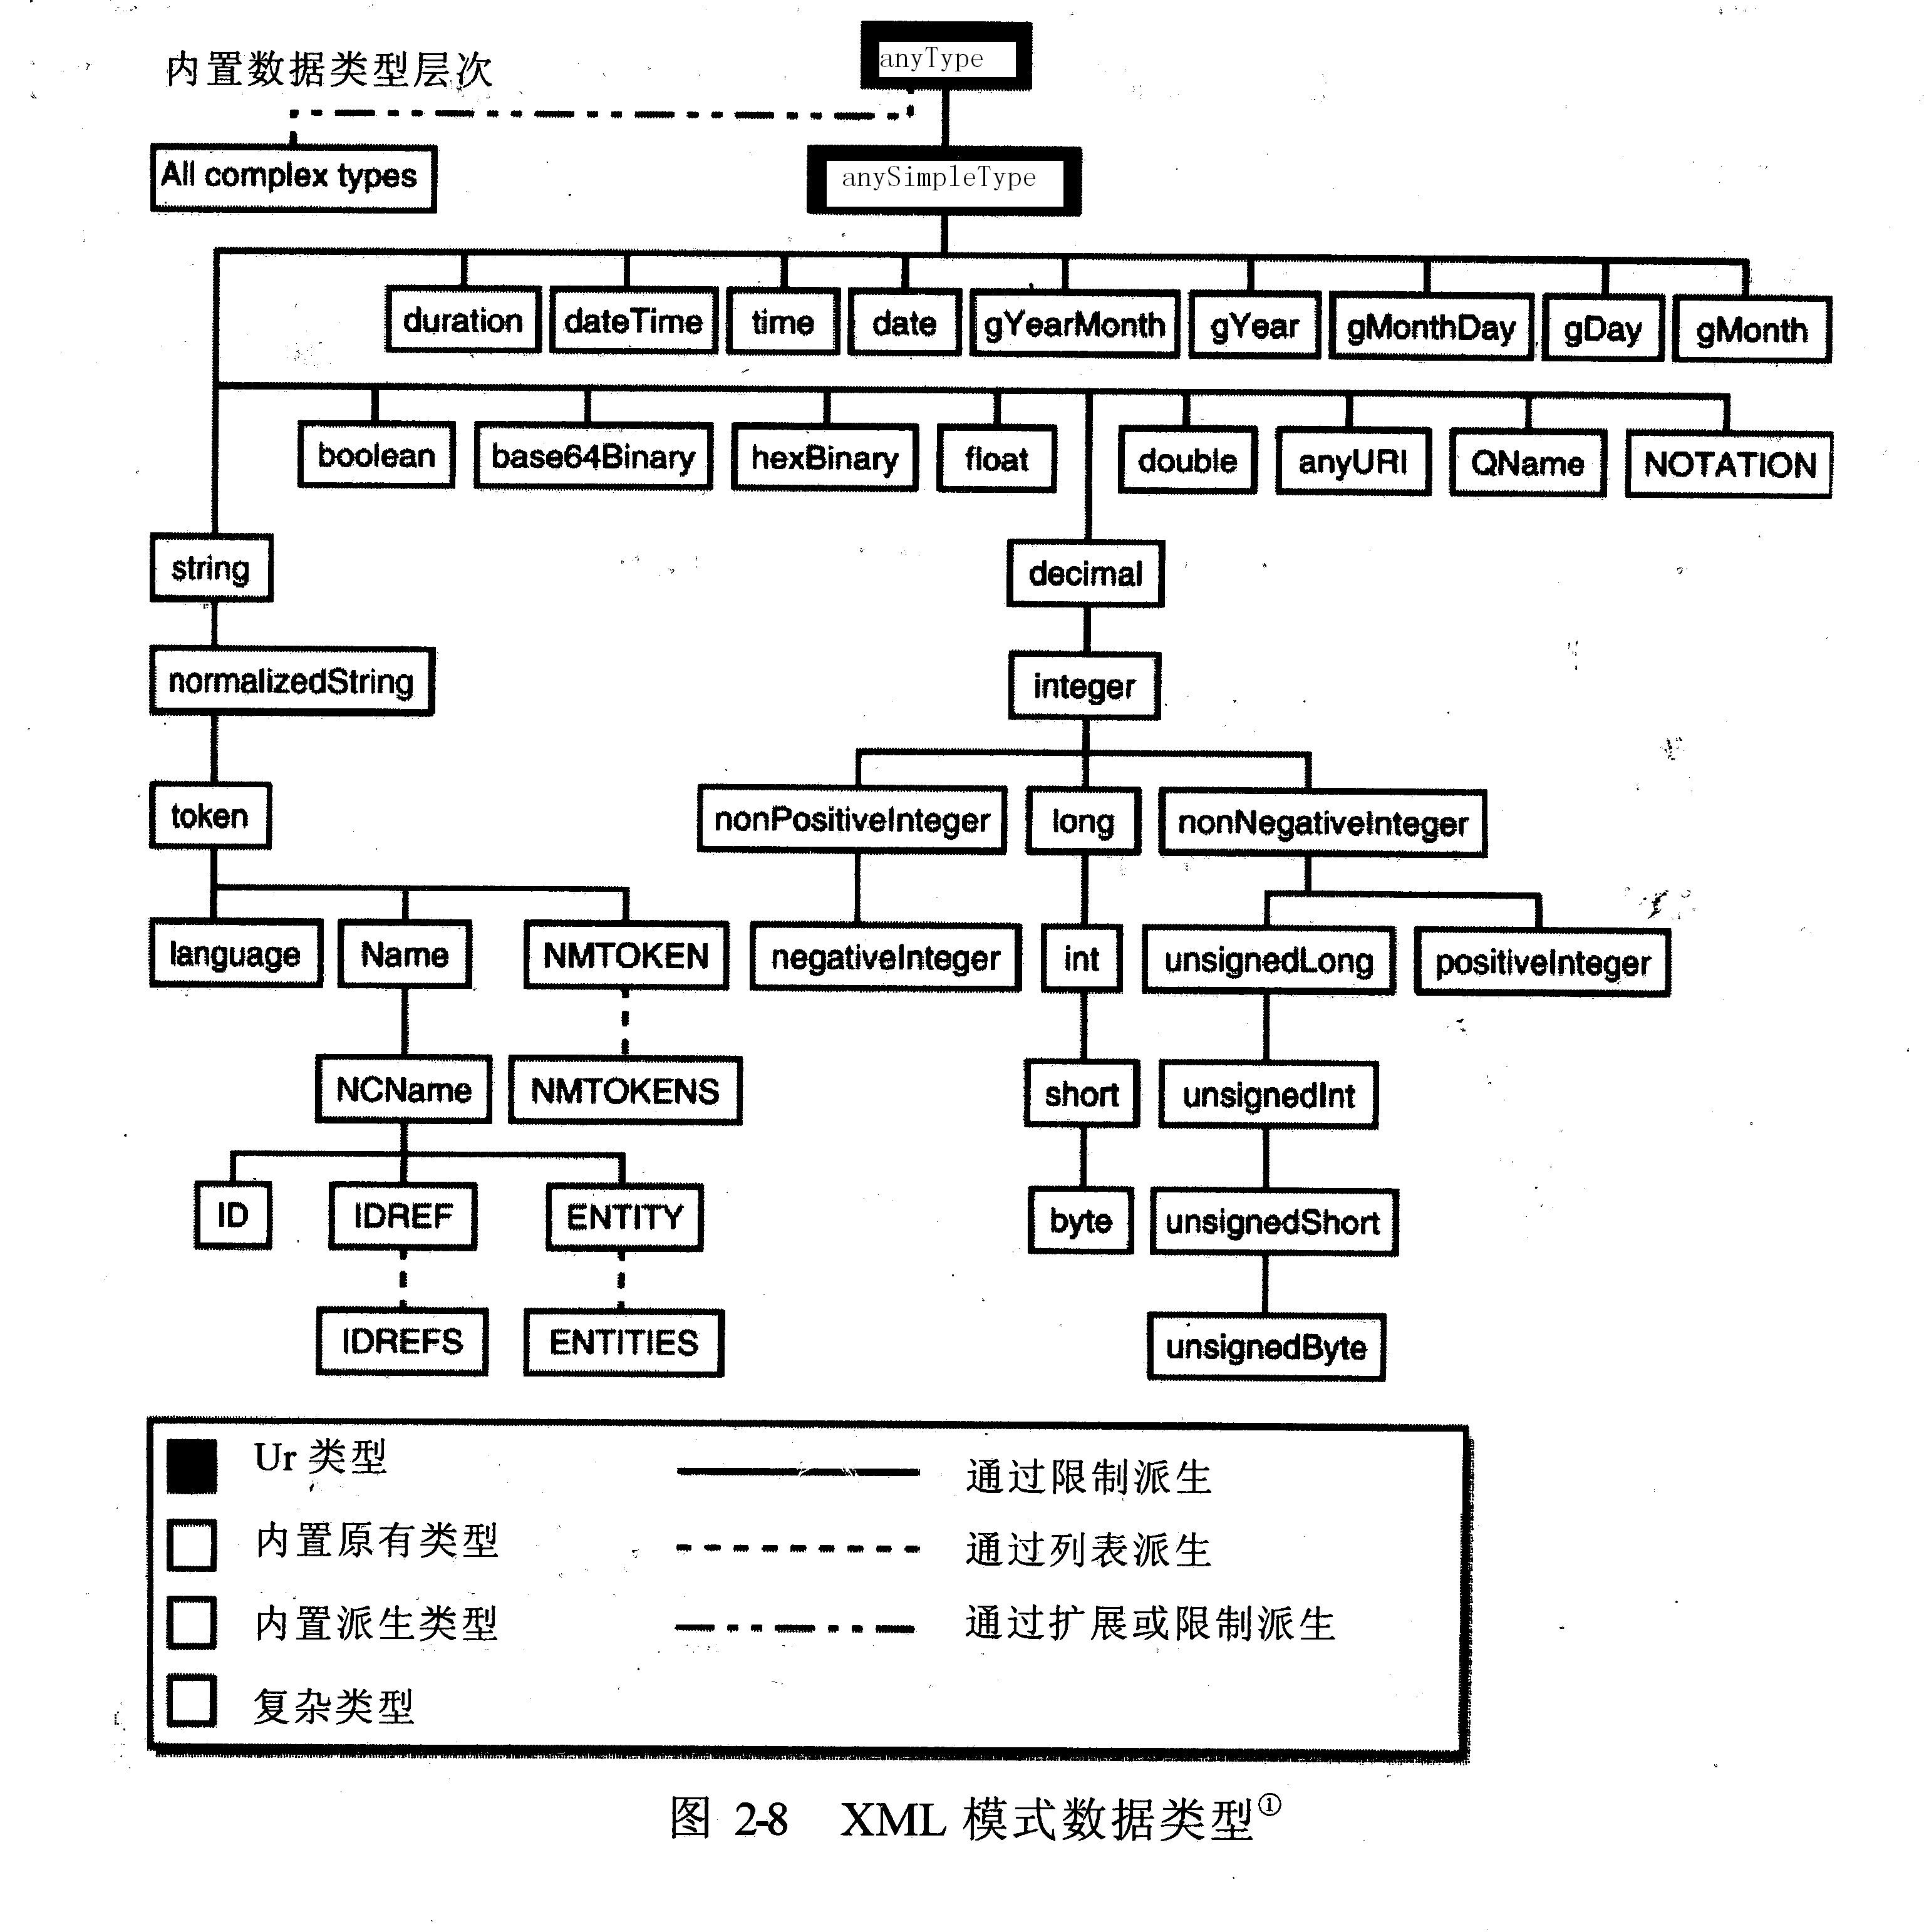 内置数据类型层次
anyType
All complex types
anySimpleType
duration dateTime time date gYearMonth gYear gMonthDay gDay gMonth
boolean base64Binary hexBinary float double anyURI QName NOTATION
string decimal
normalizedString integer
token nonPositiveInteger long nonNegativeInteger
language Name NMTOKEN negativeInteger int unsignedLong positiveInteger
NCName NMTOKENS short unsignedInt
ID IDREF ENTITY byte unsignedShort
IDREFS ENTITIES unsignedByte
Ur 类型 通过限制派生
内置原有类型 通过列表派生
内置派生类型 通过扩展或限制派生
复杂类型
图 2-8 XML 模式数据类型①